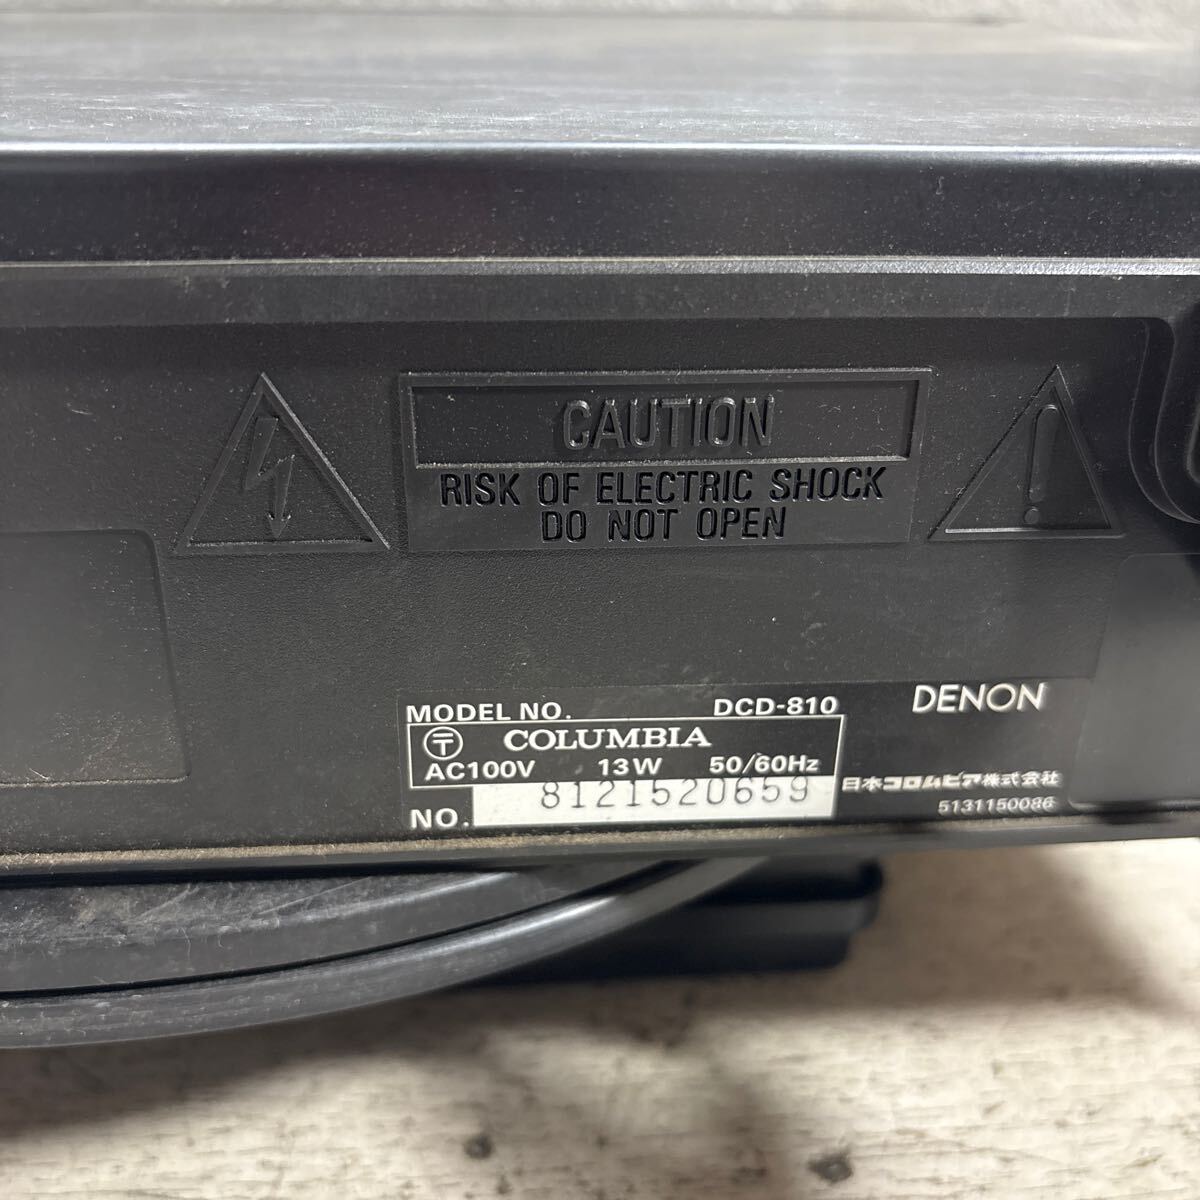 CAUTION
RISK OF ELECTRIC SHOCK
DO NOT OPEN
MODEL NO. DCD-810
DENON
〒 COLUMBIA
AC100V 13W 50/60Hz
NO. 8121520659
日本コロムビア株式会社
5131150086